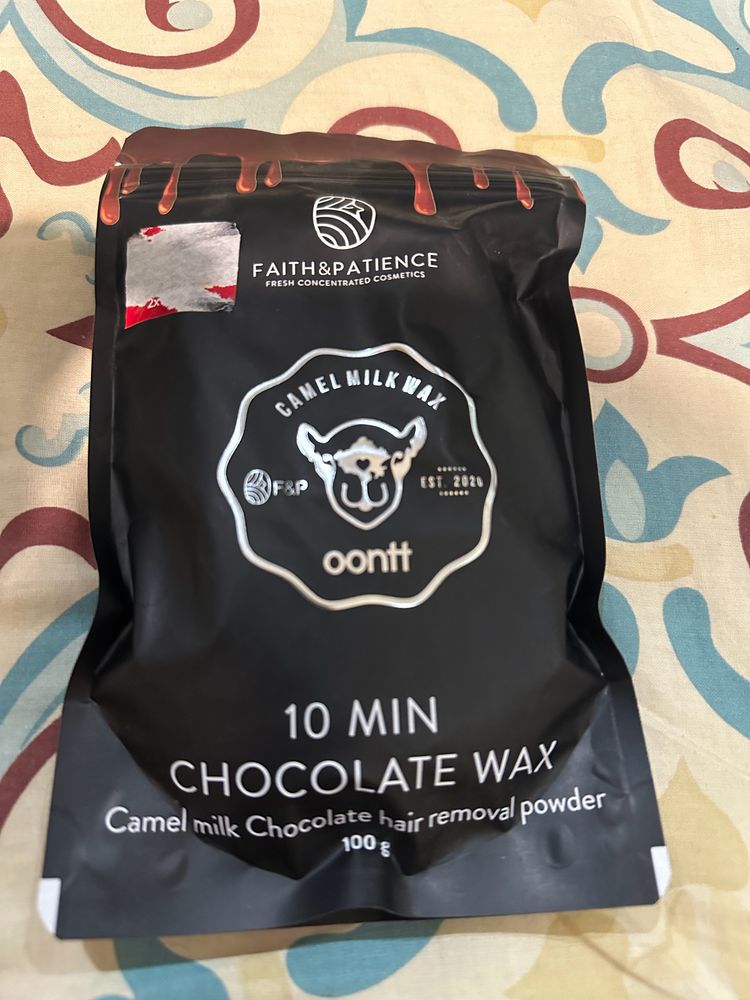 FAITH&PATIENCE
FRESH CONCENTRATED COSMETICS
2X
CAMEL MILK WAX
F&P
EST. 2020
oontt
10 MIN
CHOCOLATE WAX
Camel milk Chocolate hair removal powder
100 g